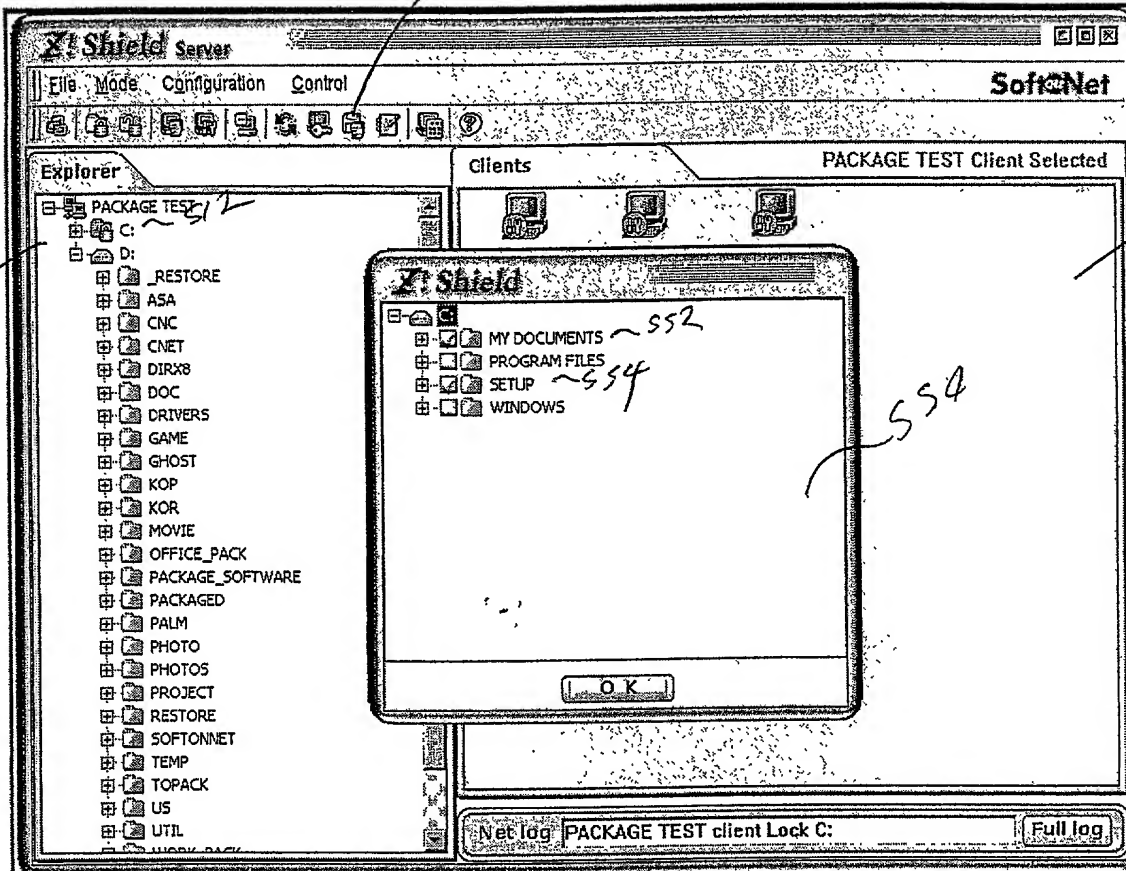 Z! Shield Server
File Mode Configuration Control
SoftOnNet
Explorer
Clients
PACKAGE TEST Client Selected
PACKAGE TEST
C: ~ 512
D:
_RESTORE
ASA
CNC
CNET
DIRX8
DOC
DRIVERS
GAME
GHOST
KOP
KOR
MOVIE
OFFICE_PACK
PACKAGE_SOFTWARE
PACKAGED
PALM
PHOTO
PHOTOS
PROJECT
RESTORE
SOFTONNET
TEMP
TOPACK
US
UTIL
WORK_PACK
Z! Shield
C:
MY DOCUMENTS ~ 552
PROGRAM FILES
SETUP ~ 554
WINDOWS
550
OK
Net log PACKAGE TEST client Lock C: Full log